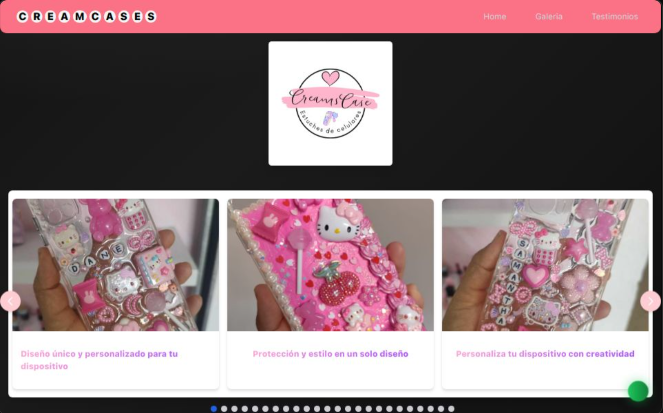 CREAMCASES
Home
Galeria
Testimonios
CreamsCase
Estuches de celulares
DANE
SAMANTHA
Diseño único y personalizado para tu
dispositivo
Protección y estilo en un solo diseño
Personaliza tu dispositivo con creatividad